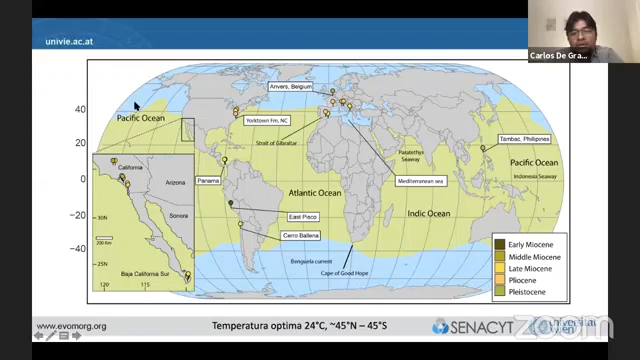 univie.ac.at
Carlos De Gra...
Anvers, Belgium
40
Pacific Ocean
Yorktown Fm, NC
Strait of Gibraltar
Tambac, Philipines
20
Paratethys
Seaway
Pacific Ocean
California
Arizona
Panama
Mediterranean sea
Indonesia Seaway
0
Atlantic Ocean
Sonora
East Pisco
Indic Ocean
-20
30N
Cerro Ballena
200 Km
-40
Early Miocene
Middle Miocene
Late Miocene
Pliocene
Pleistocene
25N
Baja California Sur
Benguela current
Cape of Good Hope
120
115
www.evomorg.org
Temperatura optima 24°C, ~45°N – 45°S
SENACYT
universität
wien
zoom